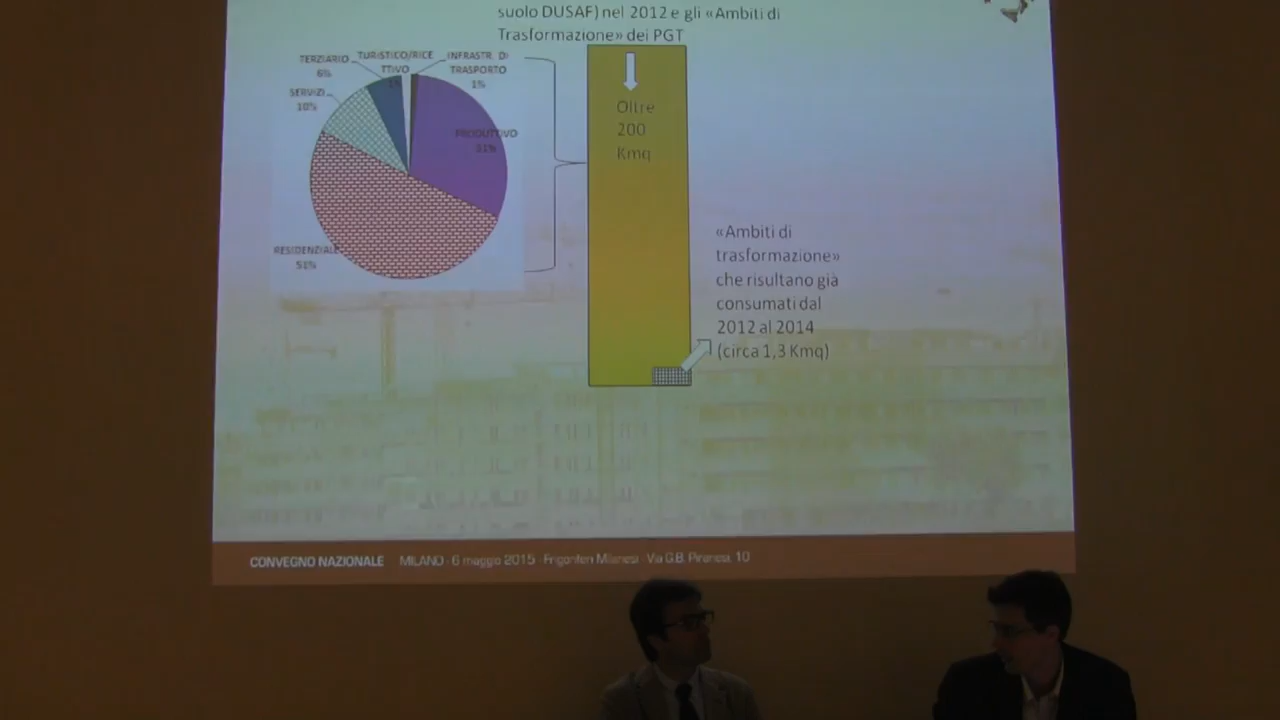 suolo DUSAF) nel 2012 e gli «Ambiti di
Trasformazione» dei PGT
TERZIARIO
6%
TURISTICO/RICE
TTIVO
INFRASTR. DI
TRASPORTO
1%
SERVIZI
10%
PRODUTTIVO
31%
RESIDENZIALE
51%
Oltre
200
Kmq
«Ambiti di
trasformazione»
che risultano già
consumati dal
2012 al 2014
(circa 1,3 Kmq)
CONVEGNO NAZIONALE MILANO - 6 maggio 2015 - Frigoriferi Milanesi - Via G.B. Piranesi, 10